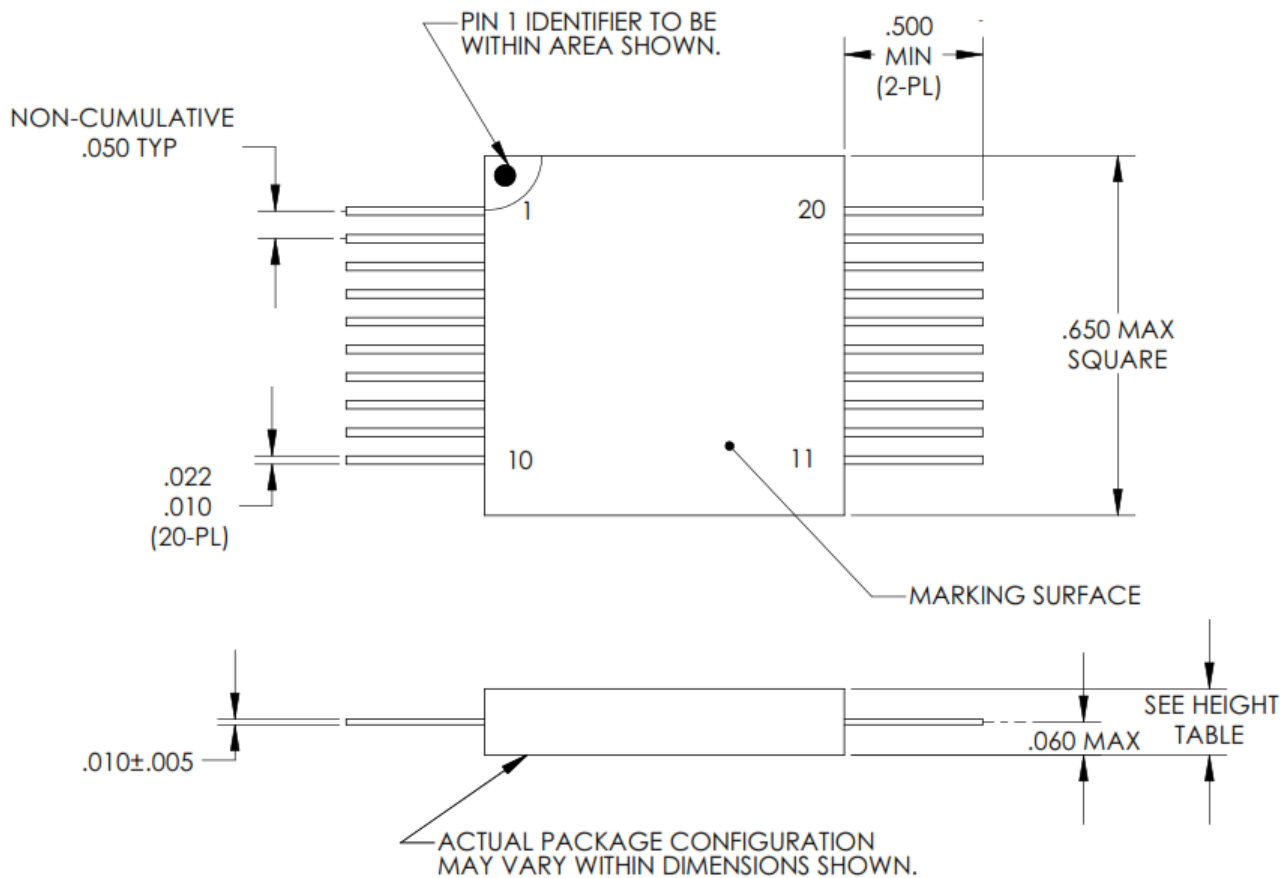 PIN 1 IDENTIFIER TO BE
WITHIN AREA SHOWN.
.500
MIN
(2-PL)
NON-CUMULATIVE
.050 TYP
1
20
.650 MAX
SQUARE
10
11
.022
.010
(20-PL)
MARKING SURFACE
SEE HEIGHT
TABLE
.060 MAX
.010±.005
ACTUAL PACKAGE CONFIGURATION
MAY VARY WITHIN DIMENSIONS SHOWN.